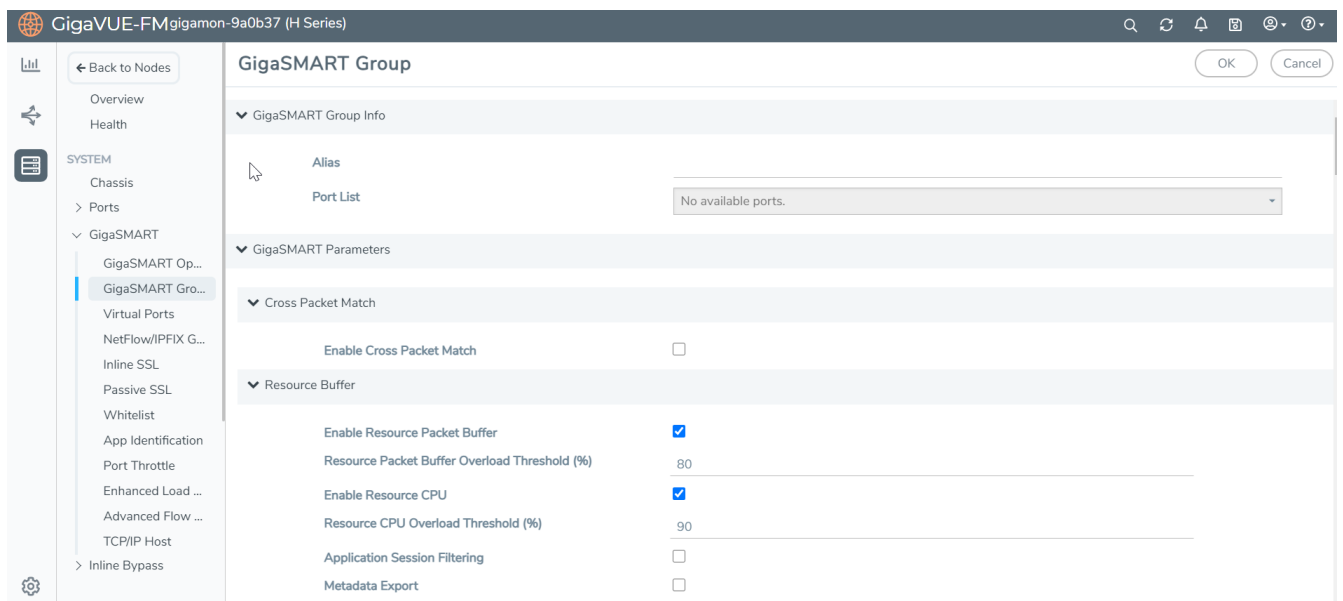 GigaVUE-FM gigamon-9a0b37 (H Series)
Back to Nodes
Overview
Health
SYSTEM
Chassis
Ports
GigaSMART
GigaSMART Op...
GigaSMART Gro...
Virtual Ports
NetFlow/IPFIX G...
Inline SSL
Passive SSL
Whitelist
App Identification
Port Throttle
Enhanced Load ...
Advanced Flow ...
TCP/IP Host
Inline Bypass
GigaSMART Group
OK
Cancel
GigaSMART Group Info
Alias
Port List
No available ports.
GigaSMART Parameters
Cross Packet Match
Enable Cross Packet Match
Resource Buffer
Enable Resource Packet Buffer
Resource Packet Buffer Overload Threshold (%) 80
Enable Resource CPU
Resource CPU Overload Threshold (%) 90
Application Session Filtering
Metadata Export